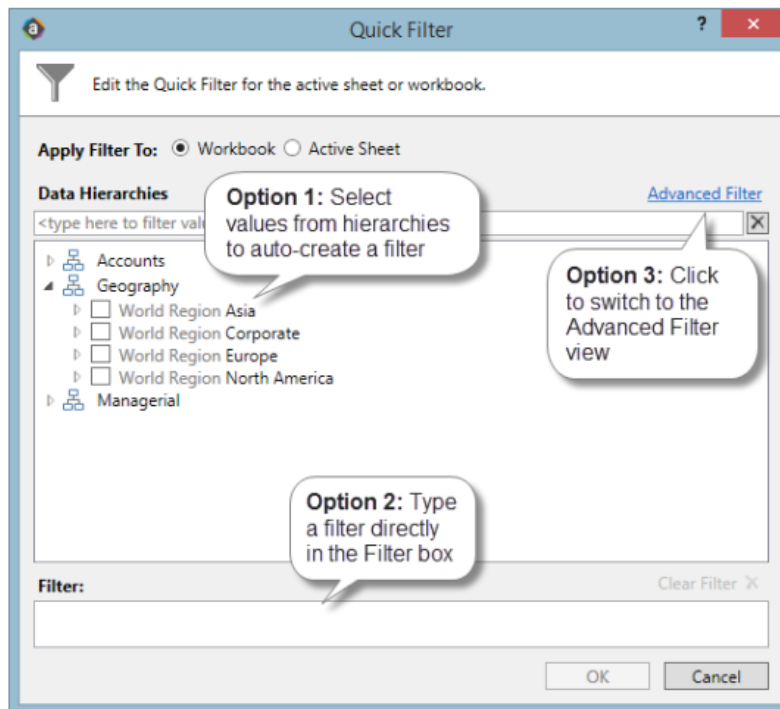 Quick Filter
?
Edit the Quick Filter for the active sheet or workbook.
Apply Filter To: Workbook Active Sheet
Data Hierarchies
Advanced Filter
<type here to filter valu
Option 1: Select
values from hierarchies
to auto-create a filter
Accounts
Geography
World Region Asia
World Region Corporate
World Region Europe
World Region North America
Managerial
Option 3: Click
to switch to the
Advanced Filter
view
Option 2: Type
a filter directly
in the Filter box
Filter:
Clear Filter
OK
Cancel